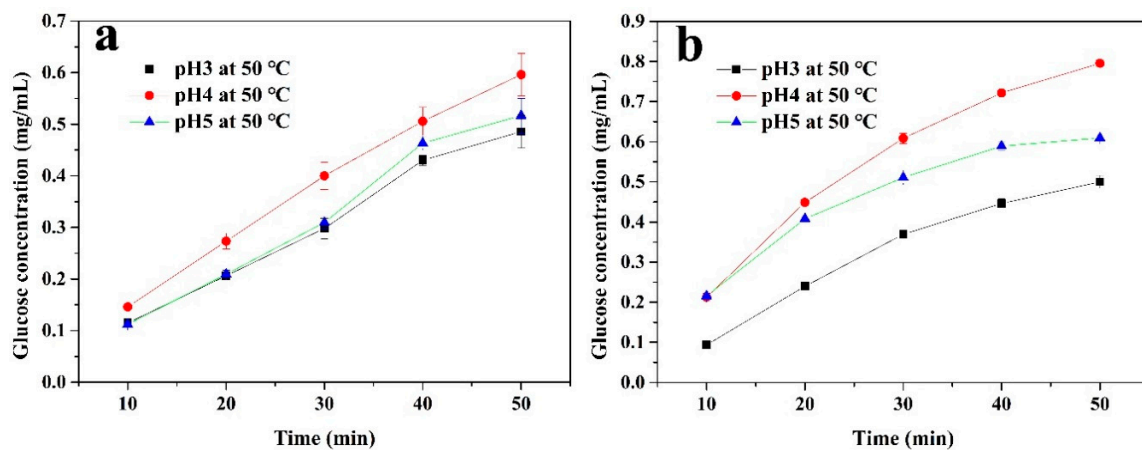 a
pH3 at 50 °C
pH4 at 50 °C
pH5 at 50 °C
Glucose concentration (mg/mL)
0.7
0.6
0.5
0.4
0.3
0.2
0.1
0.0
10 20 30 40 50
Time (min)
b
pH3 at 50 °C
pH4 at 50 °C
pH5 at 50 °C
Glucose concentration (mg/mL)
0.9
0.8
0.7
0.6
0.5
0.4
0.3
0.2
0.1
0.0
10 20 30 40 50
Time (min)